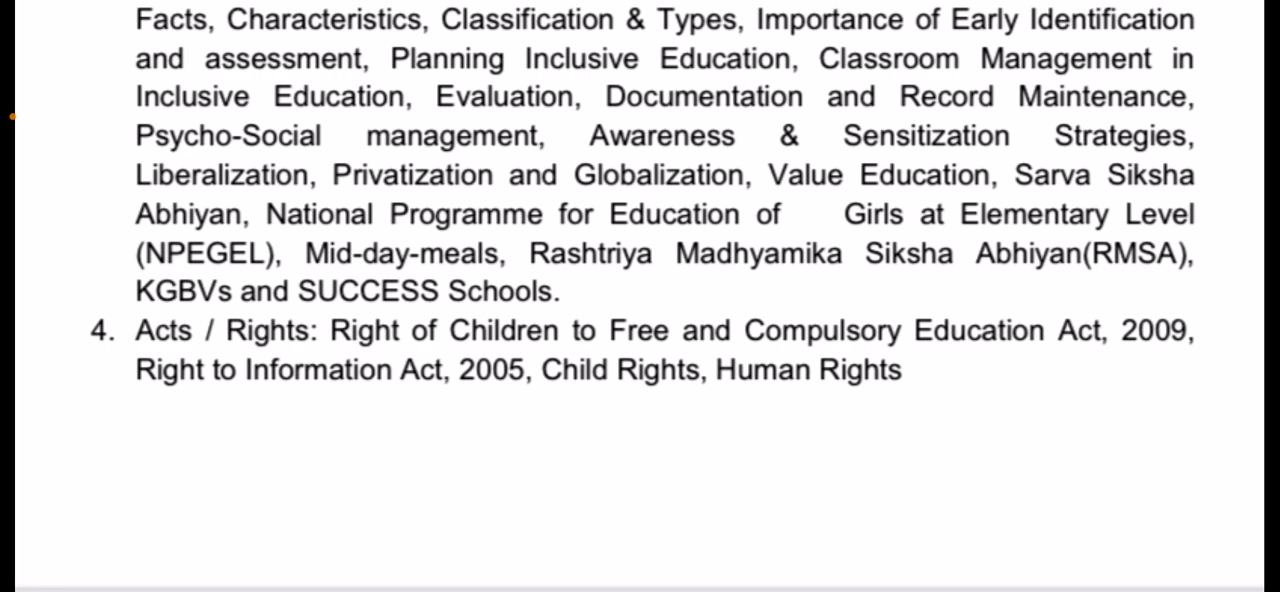 Facts, Characteristics, Classification & Types, Importance of Early Identification
and assessment, Planning Inclusive Education, Classroom Management in
Inclusive Education, Evaluation, Documentation and Record Maintenance,
Psycho-Social management, Awareness & Sensitization Strategies,
Liberalization, Privatization and Globalization, Value Education, Sarva Siksha
Abhiyan, National Programme for Education of Girls at Elementary Level
(NPEGEL), Mid-day-meals, Rashtriya Madhyamika Siksha Abhiyan(RMSA),
KGBVs and SUCCESS Schools.
4. Acts / Rights: Right of Children to Free and Compulsory Education Act, 2009,
Right to Information Act, 2005, Child Rights, Human Rights